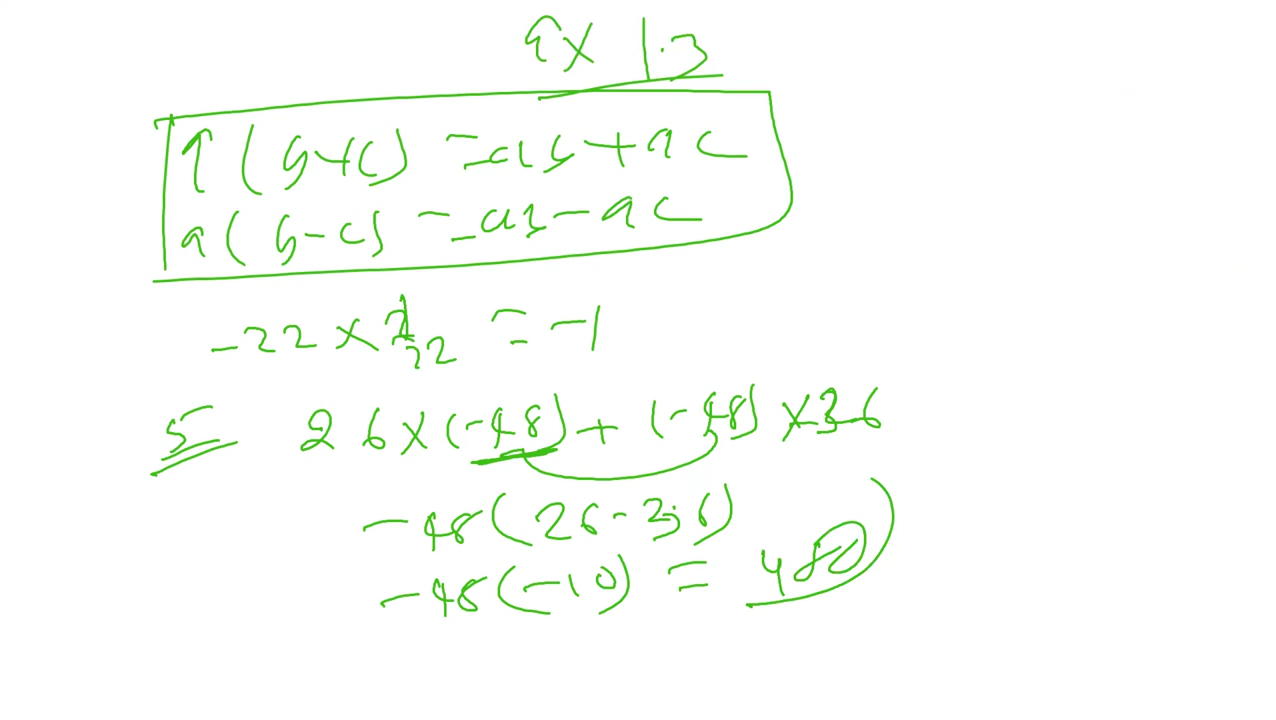 Ex 1.3
a(b+c) = ab+ac
a(b-c) = ab-ac
-22 × 1/22 = -1
5 26×(-48)+(-48)×36
-48(26-36)
-48(-10) = 480